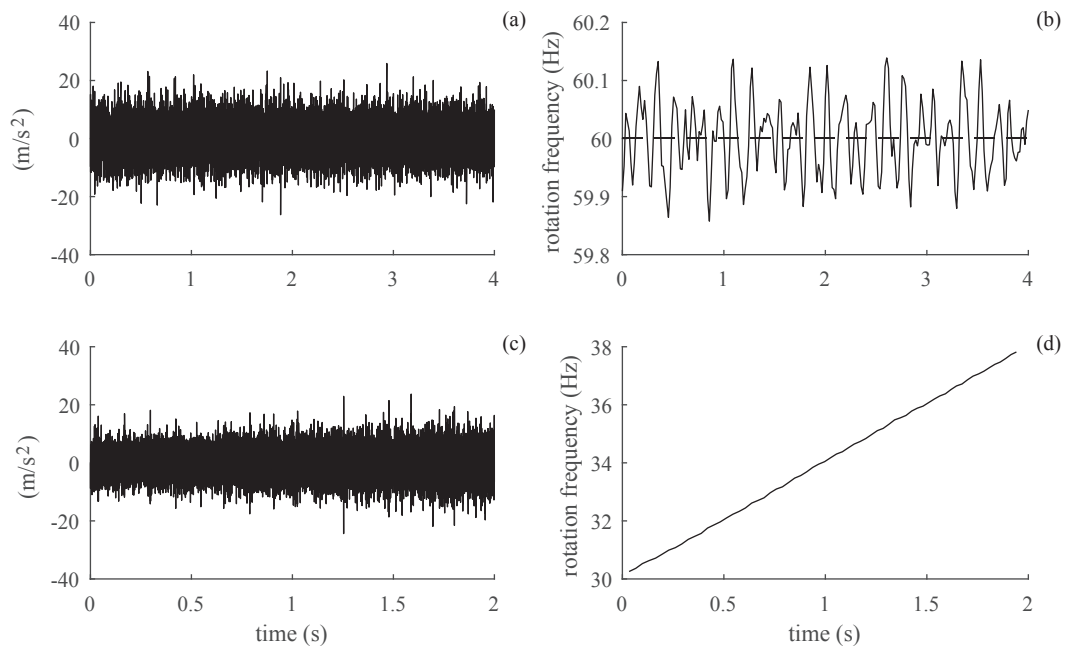 (a)
40
20
0
-20
-40
(m/s²)
0 1 2 3 4
(b)
60.2
60.1
60
59.9
59.8
rotation frequency (Hz)
0 1 2 3 4
(c)
40
20
0
-20
-40
(m/s²)
0 0.5 1 1.5 2
time (s)
(d)
38
36
34
32
30
rotation frequency (Hz)
0 0.5 1 1.5 2
time (s)